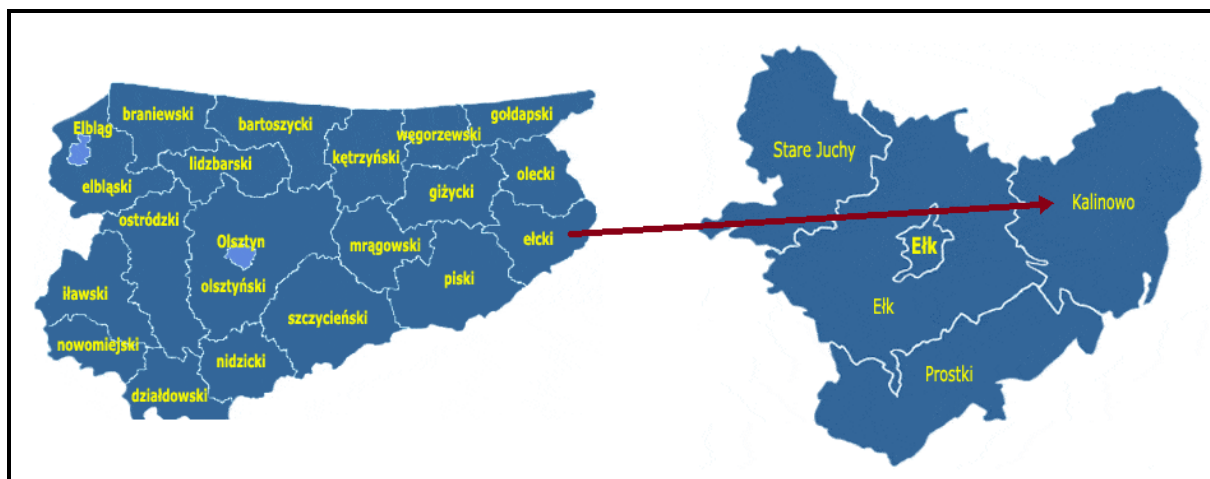 braniewski
gołdapski
Elbląg
bartoszycki
węgorzewski
kętrzyński
lidzbarski
olecki
elbląski
giżycki
ostródzki
ełcki
Olsztyn
mrągowski
piski
olsztyński
iławski
szczycieński
nowomiejski
nidzicki
działdowski
Stare Juchy
Kalinowo
Ełk
Ełk
Prostki